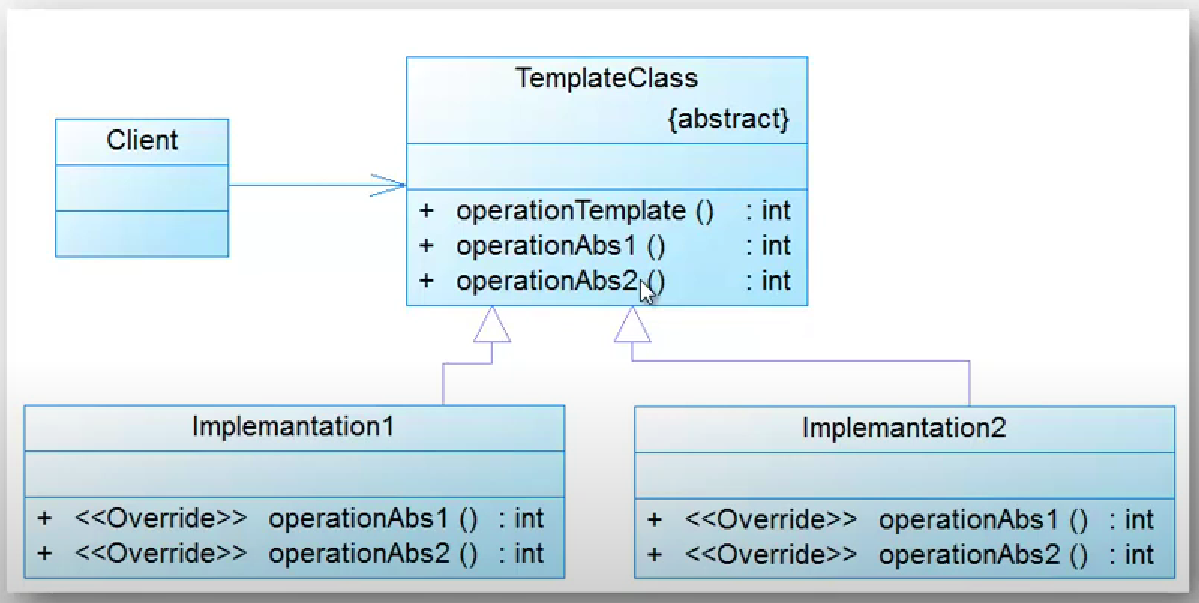 Client
TemplateClass
{abstract}
+ operationTemplate () : int
+ operationAbs1 () : int
+ operationAbs2 () : int
Implemantation1
+ <<Override>> operationAbs1 () : int
+ <<Override>> operationAbs2 () : int
Implemantation2
+ <<Override>> operationAbs1 () : int
+ <<Override>> operationAbs2 () : int